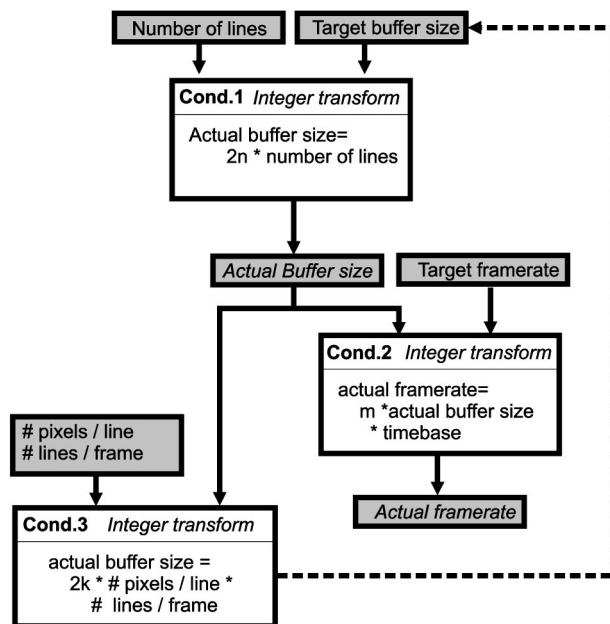 Number of lines
Target buffer size
Cond.1 Integer transform
Actual buffer size=
2n * number of lines
Actual Buffer size
Target framerate
Cond.2 Integer transform
actual framerate=
m *actual buffer size
* timebase
# pixels / line
# lines / frame
Actual framerate
Cond.3 Integer transform
actual buffer size =
2k * # pixels / line *
# lines / frame